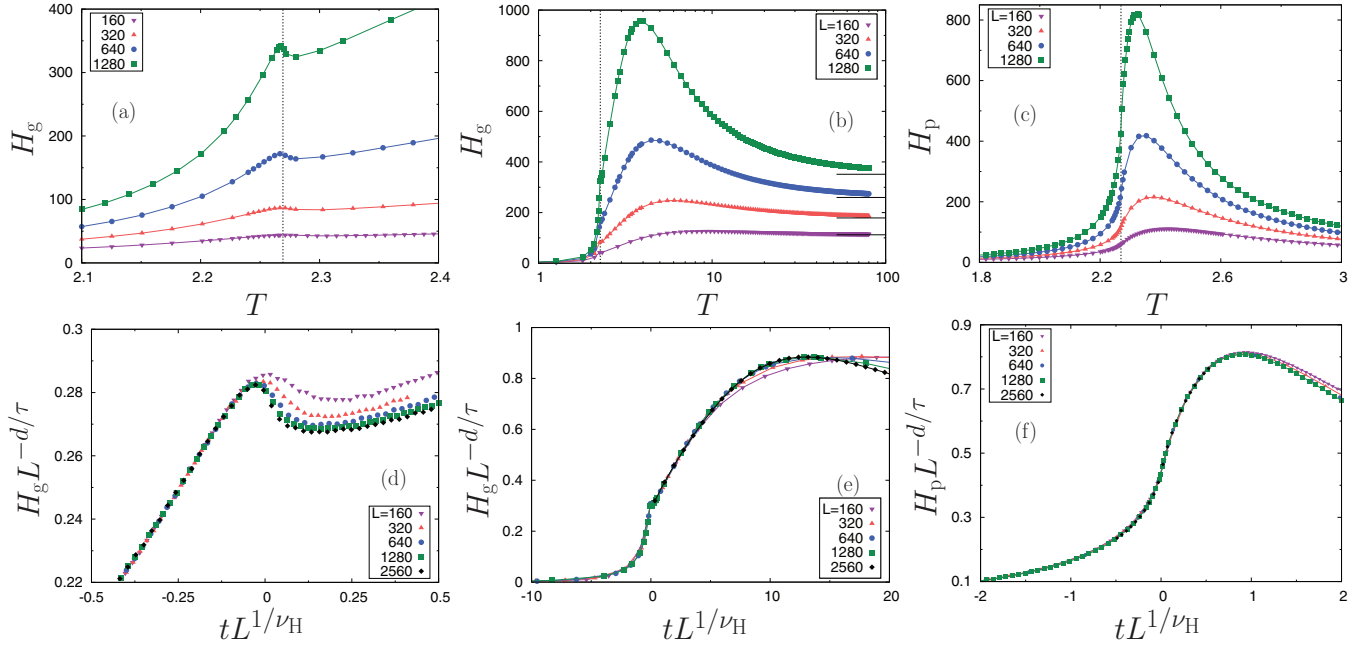 400
350
300
250
200
150
100
50
0
H_g
160
320
640
1280
(a)
2.1 2.2 2.3 2.4
T
1000
800
600
400
200
0
H_g
L=160
320
640
1280
(b)
1 10 100
T
800
600
400
200
0
H_p
L=160
320
640
1280
(c)
1.8 2.2 2.6 3
T
0.3
0.28
0.26
0.24
0.22
H_g L^{-d/τ}
(d)
L=160
320
640
1280
2560
-0.5 -0.25 0 0.25 0.5
tL^{1/ν_H}
1
0.8
0.6
0.4
0.2
0
H_g L^{-d/τ}
(e)
L=160
320
640
1280
2560
-10 0 10 20
tL^{1/ν_H}
0.9
0.7
0.5
0.3
0.1
H_p L^{-d/τ}
L=160
320
640
1280
2560
(f)
-2 -1 0 1 2
tL^{1/ν_H}